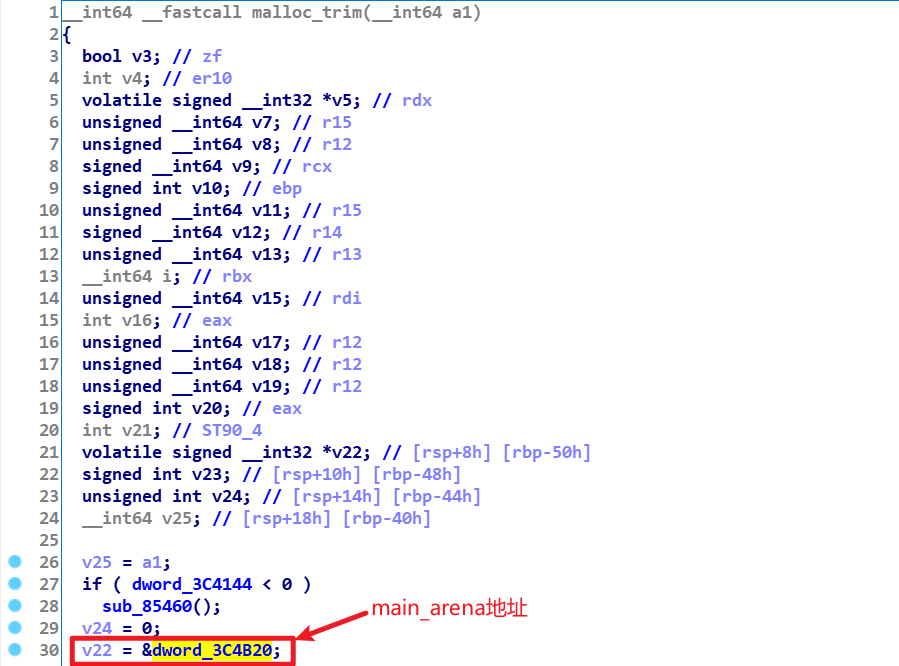 1 __int64 __fastcall malloc_trim(__int64 a1)
2 {
3 bool v3; // zf
4 int v4; // er10
5 volatile signed __int32 *v5; // rdx
6 unsigned __int64 v7; // r15
7 unsigned __int64 v8; // r12
8 signed __int64 v9; // rcx
9 signed int v10; // ebp
10 unsigned __int64 v11; // r15
11 signed __int64 v12; // r14
12 unsigned __int64 v13; // r13
13 __int64 i; // rbx
14 unsigned __int64 v15; // rdi
15 int v16; // eax
16 unsigned __int64 v17; // r12
17 unsigned __int64 v18; // r12
18 unsigned __int64 v19; // r12
19 signed int v20; // eax
20 int v21; // ST90_4
21 volatile signed __int32 *v22; // [rsp+8h] [rbp-50h]
22 signed int v23; // [rsp+10h] [rbp-48h]
23 unsigned int v24; // [rsp+14h] [rbp-44h]
24 __int64 v25; // [rsp+18h] [rbp-40h]
25
26 v25 = a1;
27 if ( dword_3C4144 < 0 )
28 sub_85460();
main_arena地址
29 v24 = 0;
30 v22 = &dword_3C4B20;